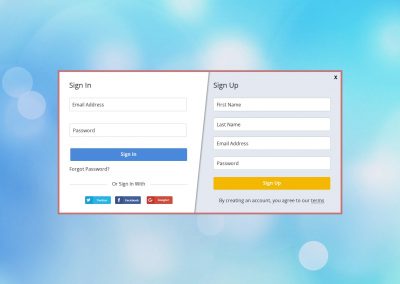 x
Sign In
Email Address
Password
Sign In
Forgot Password?
Or Sign In With
Twitter
Facebook
Google+
Sign Up
First Name
Last Name
Email Address
Password
Sign Up
By creating an account, you agree to our terms